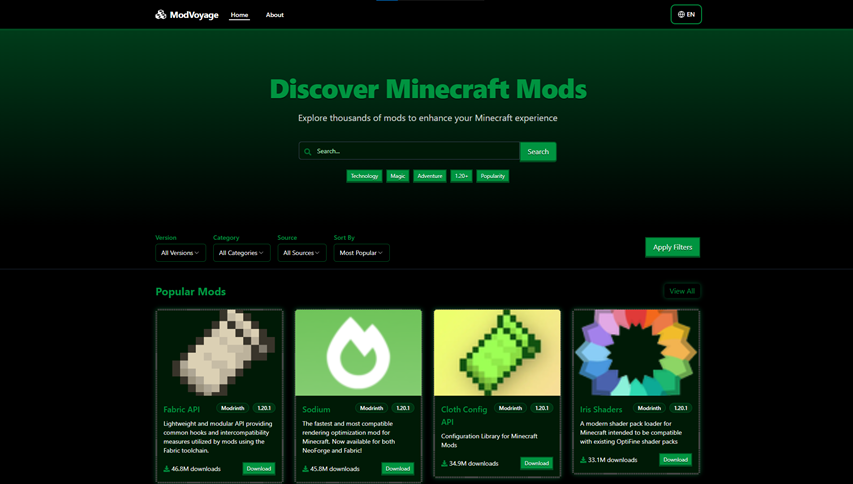 ModVoyage Home About EN
Discover Minecraft Mods
Explore thousands of mods to enhance your Minecraft experience
Search... Search
Technology Magic Adventure 1.20+ Popularity
Version Category Source Sort By
All Versions All Categories All Sources Most Popular Apply Filters
Popular Mods View All
Fabric API Modrinth 1.20.1
Lightweight and modular API providing
common hooks and intercompatibility
measures utilized by mods using the
Fabric toolchain.
46.8M downloads Download
Sodium Modrinth 1.20.1
The fastest and most compatible
rendering optimization mod for
Minecraft. Now available for both
NeoForge and Fabric!
45.8M downloads Download
Cloth Config Modrinth 1.20.1
API
Configuration Library for Minecraft
Mods
34.9M downloads Download
Iris Shaders Modrinth 1.20.1
A modern shader pack loader for
Minecraft intended to be compatible
with existing OptiFine shader packs
33.1M downloads Download